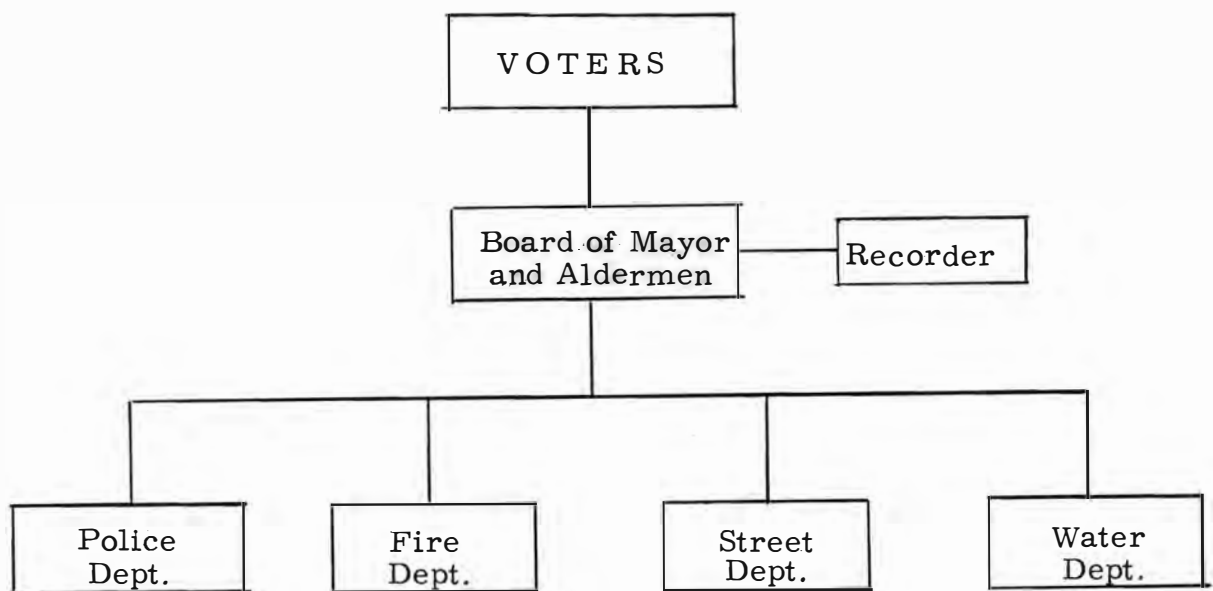 VOTERS
Board of Mayor
and Aldermen
Recorder
Police
Dept.
Fire
Dept.
Street
Dept.
Water
Dept.